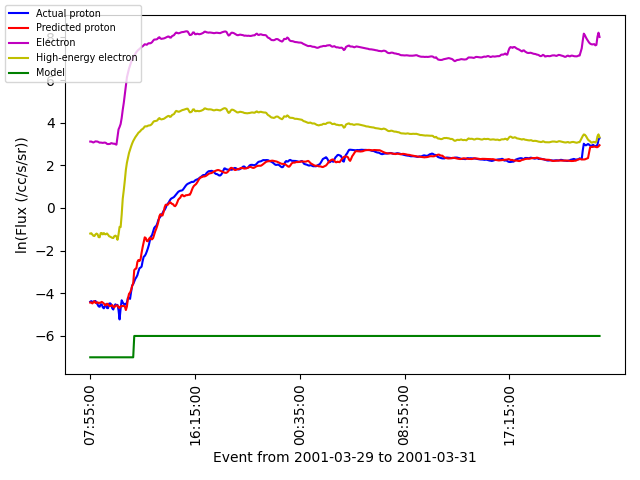 Actual proton
Predicted proton
Electron
High-energy electron
Model
6
4
2
0
−2
−4
−6
ln(Flux (/cc/s/sr))
07:55:00
16:15:00
00:35:00
08:55:00
17:15:00
Event from 2001-03-29 to 2001-03-31